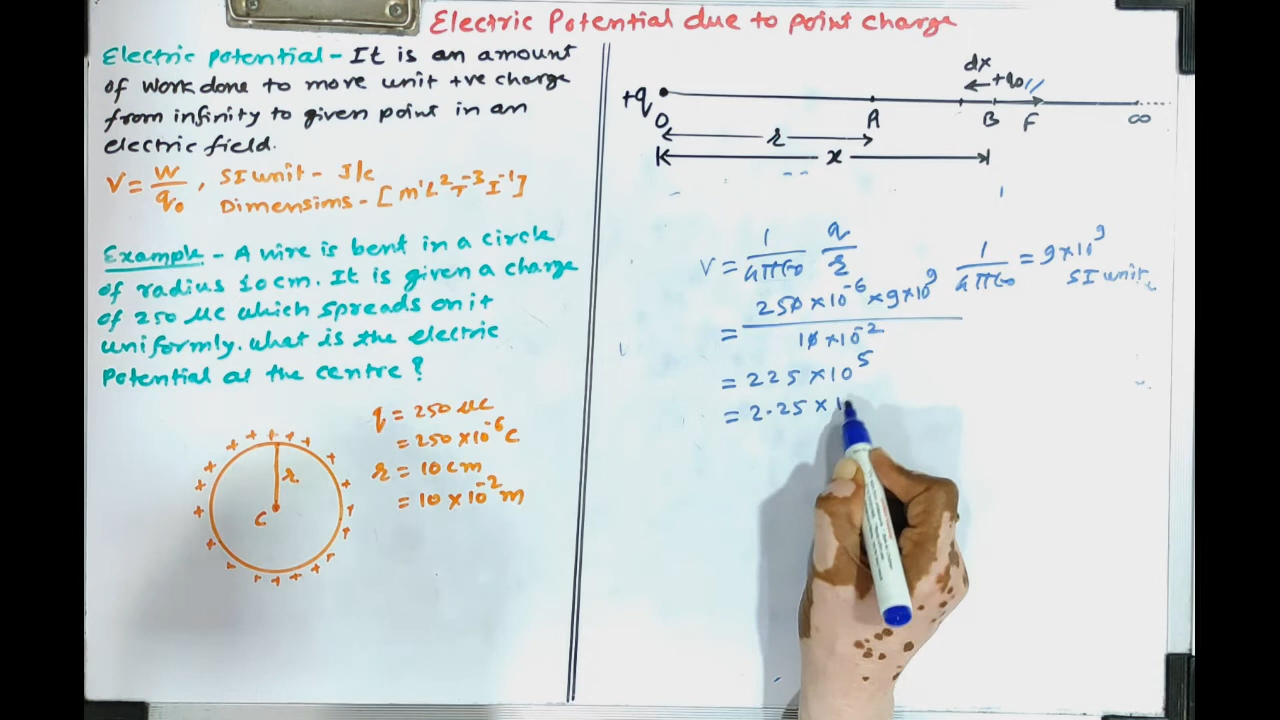 Electric Potential due to point charge
Electric potential - It is an amount
of work done to move unit +ve charge
from infinity to given point in an
electric field.
V = W/q₀, SI unit - J/c
Dimensims - [M¹L²T⁻³I⁻¹]
Example - A wire is bent in a circle
of radius 10cm. It is given a charge
of 250 μc which spreads on it
uniformly. what is the electric
Potential at the centre?
q = 250 μc
= 250 × 10⁻⁶ C
r = 10 cm
= 10 × 10⁻² m
r
C
dx
+q₀
+q
O A B F ∞
r
x
V = 1/4π∈₀ q/r
1/4π∈₀ = 9×10⁹
SI unit
= 250 × 10⁻⁶ × 9×10⁹ / 10 × 10⁻²
= 225 × 10⁵
= 2.25 × 1